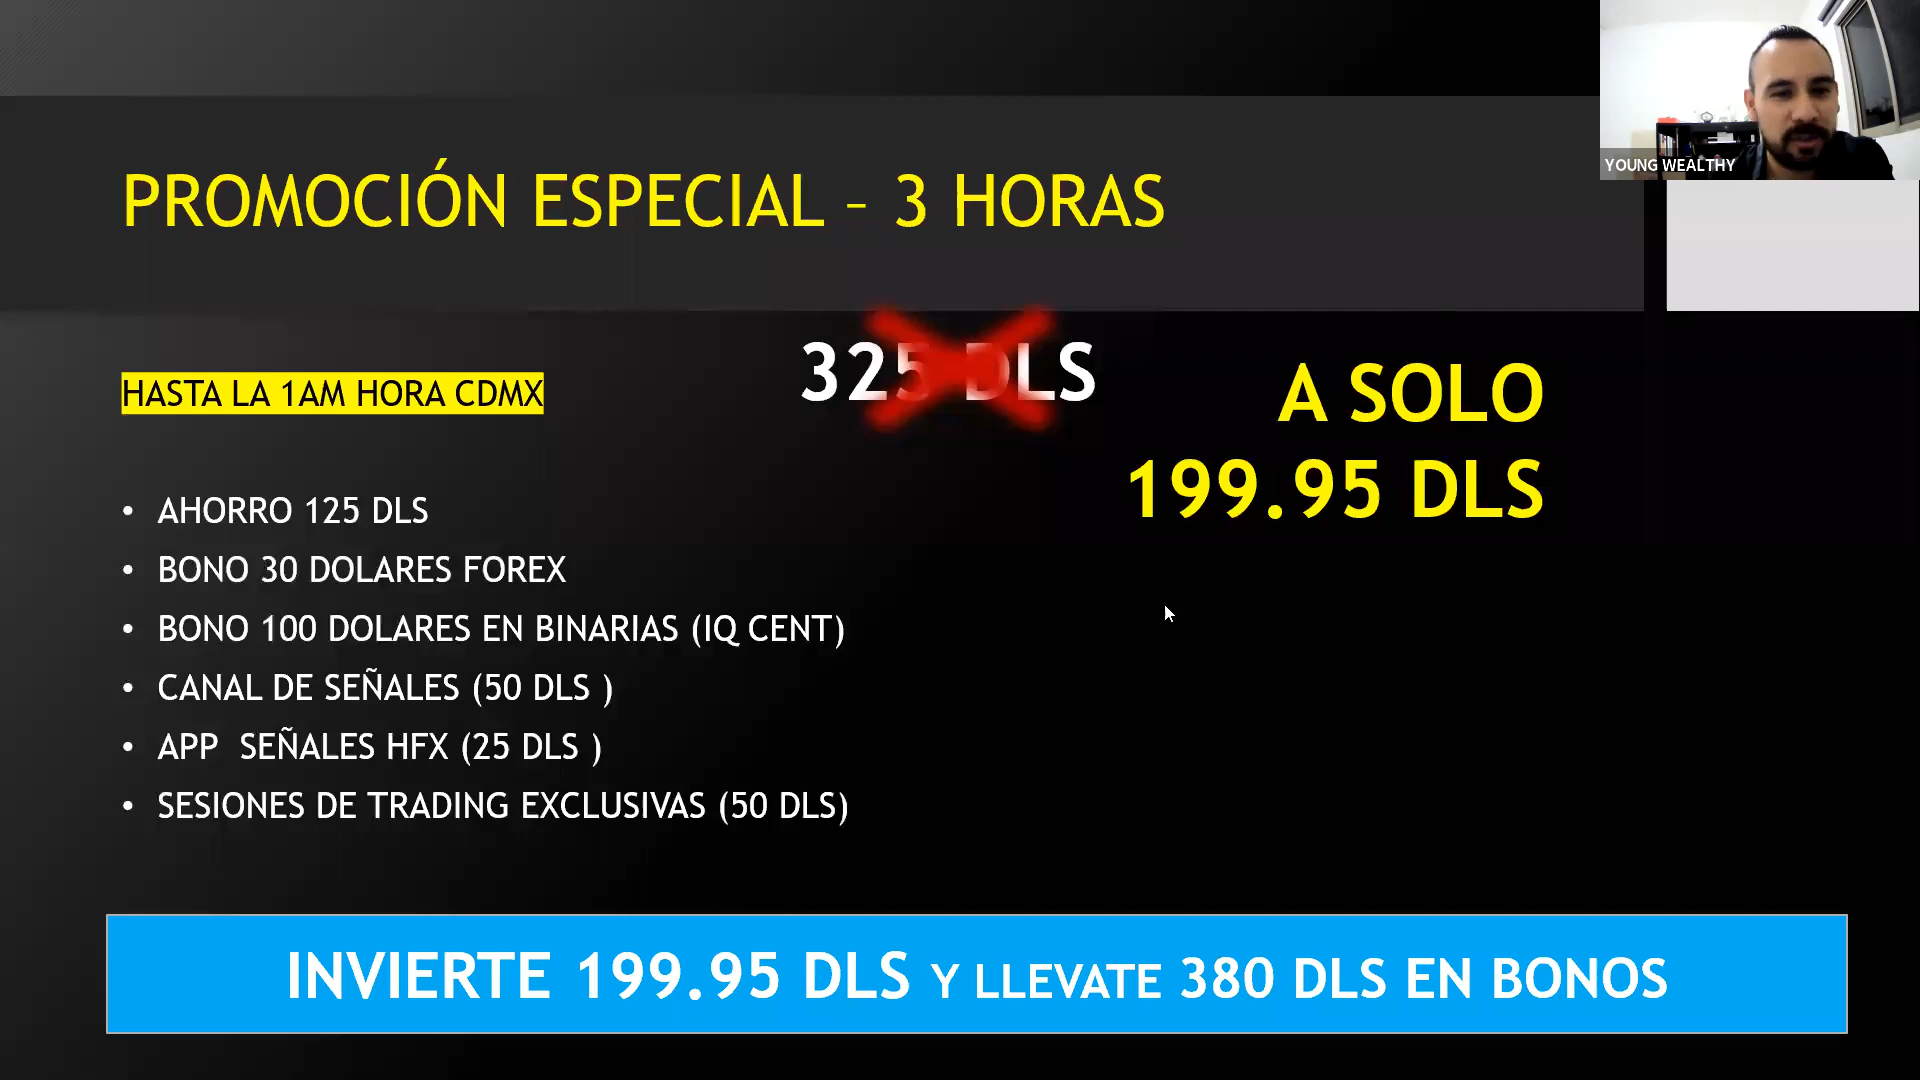 YOUNG WEALTHY
PROMOCIÓN ESPECIAL – 3 HORAS
HASTA LA 1AM HORA CDMX
325 DLS
A SOLO
199.95 DLS
• AHORRO 125 DLS
• BONO 30 DOLARES FOREX
• BONO 100 DOLARES EN BINARIAS (IQ CENT)
• CANAL DE SEÑALES (50 DLS )
• APP  SEÑALES HFX (25 DLS )
• SESIONES DE TRADING EXCLUSIVAS (50 DLS)
INVIERTE 199.95 DLS Y LLEVATE 380 DLS EN BONOS